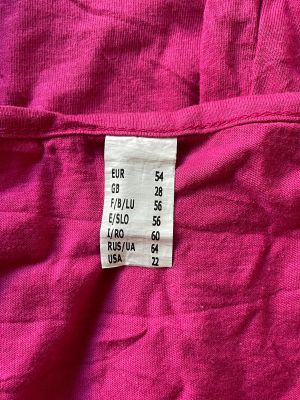 EUR 54
GB 28
F/B/LU 56
E/SLO 56
I/RO 60
RUS/UA 64
USA 22